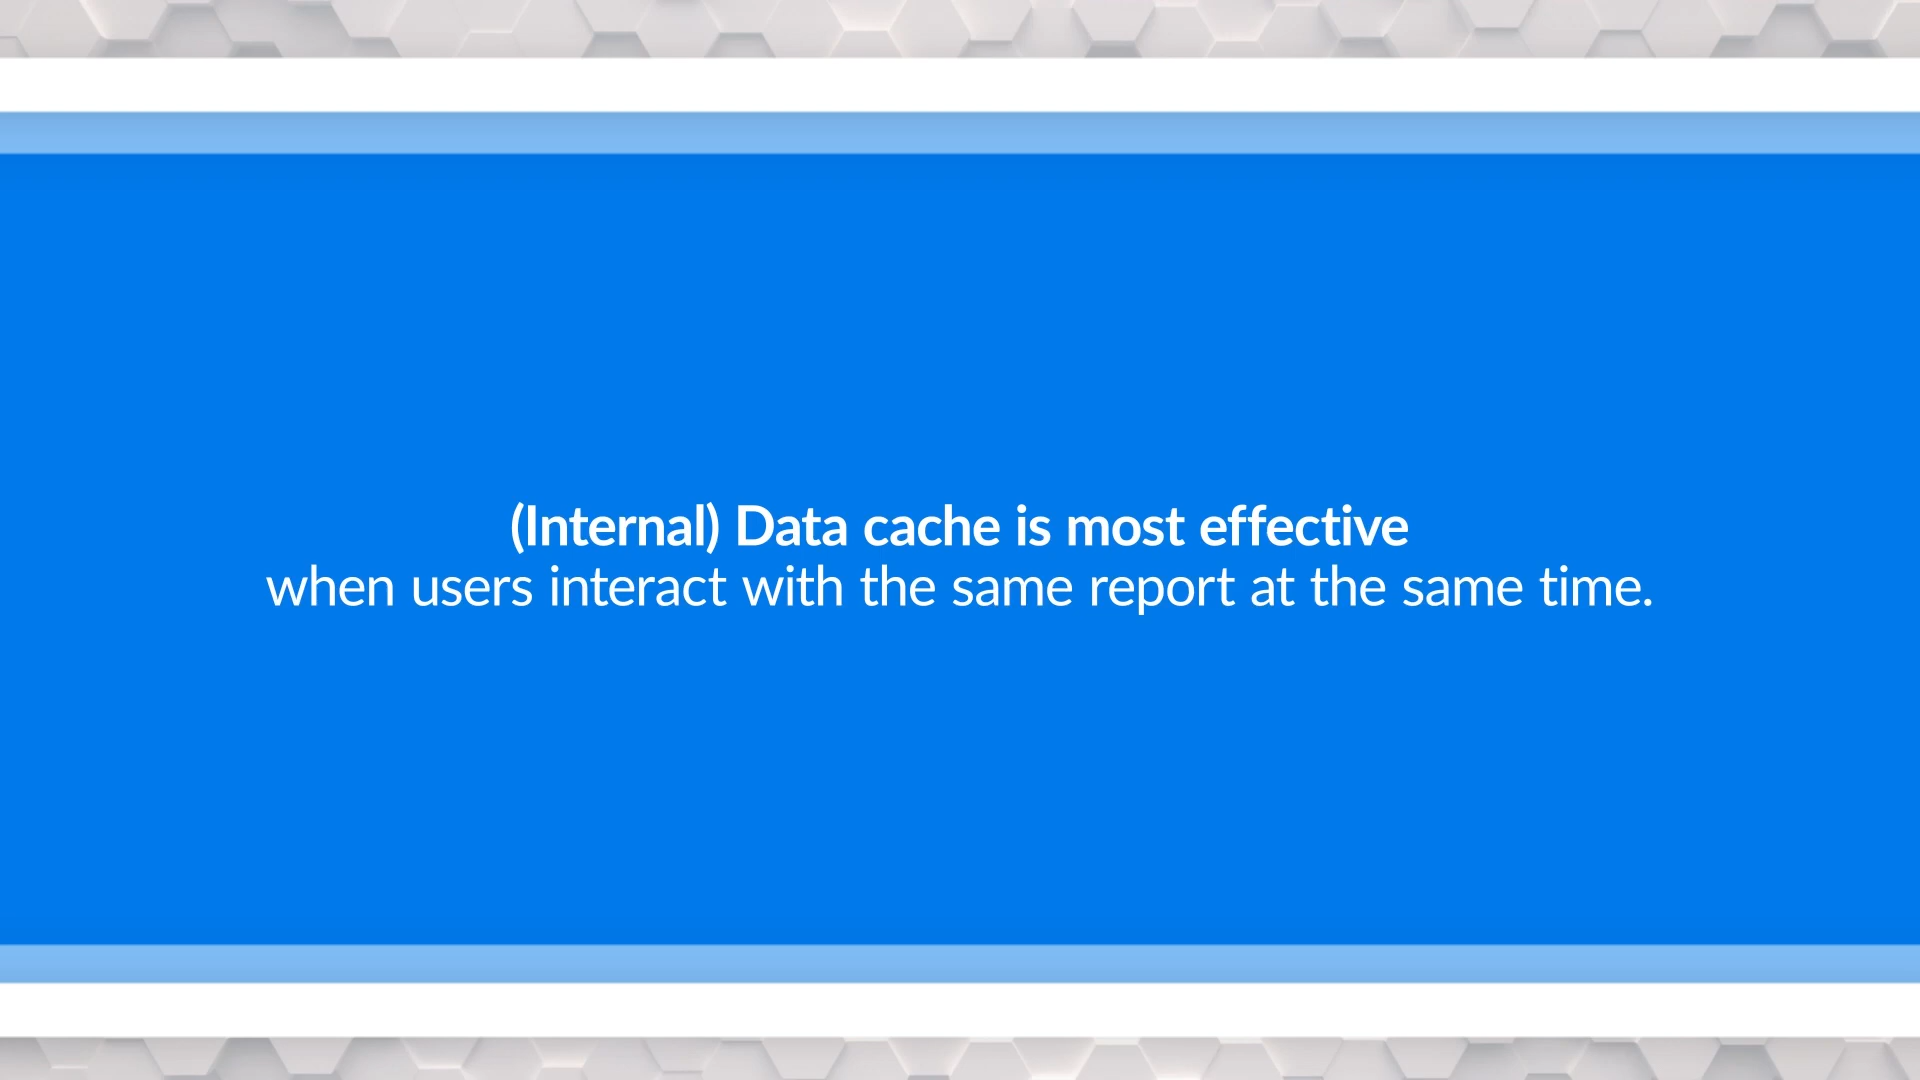 (Internal) Data cache is most effective
when users interact with the same report at the same time.